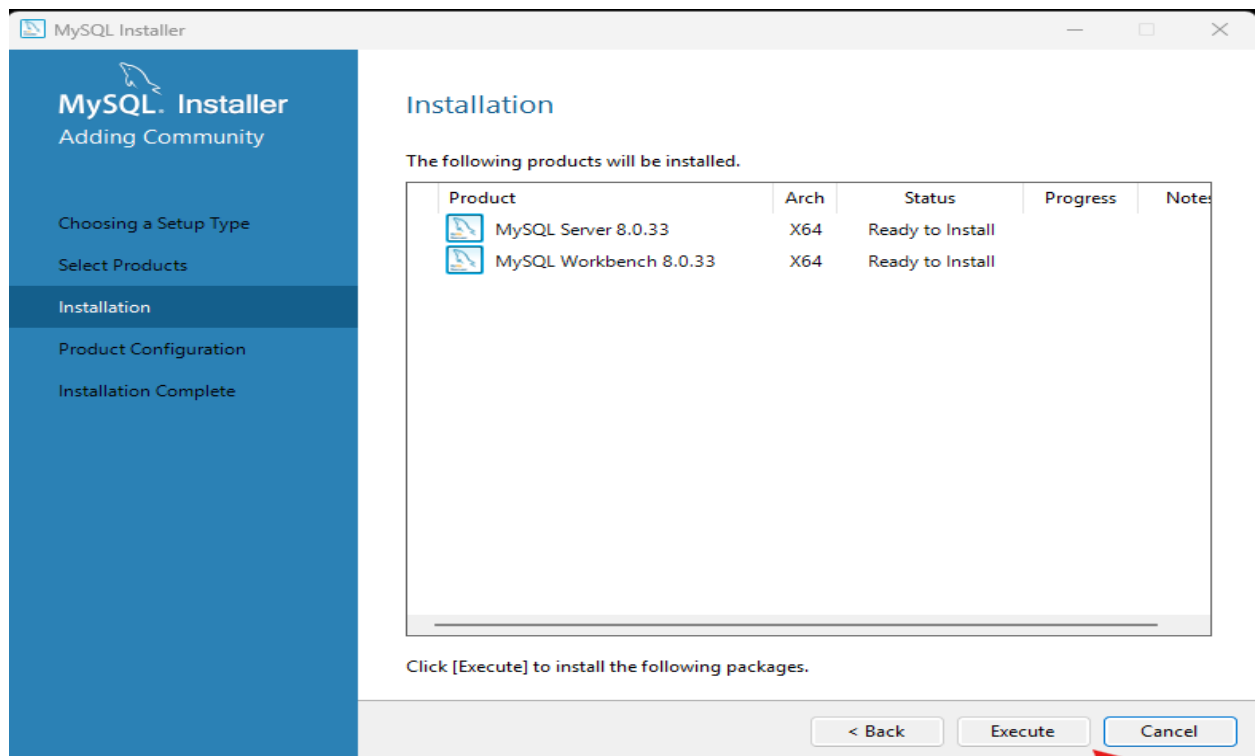 MySQL Installer
MySQL. Installer
Adding Community
Choosing a Setup Type
Select Products
Installation
Product Configuration
Installation Complete
Installation
The following products will be installed.
Product Arch Status Progress Notes
MySQL Server 8.0.33 X64 Ready to Install
MySQL Workbench 8.0.33 X64 Ready to Install
Click [Execute] to install the following packages.
< Back Execute Cancel